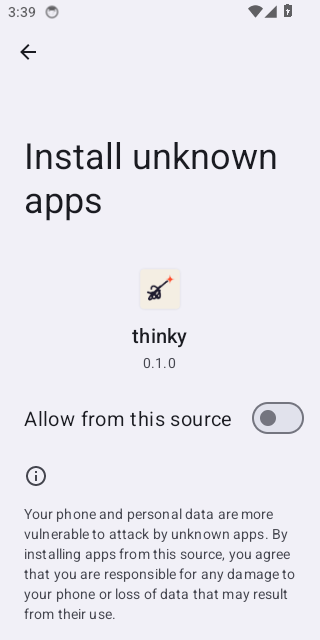 3:39
Install unknown
apps
thinky
0.1.0
Allow from this source
Your phone and personal data are more
vulnerable to attack by unknown apps. By
installing apps from this source, you agree
that you are responsible for any damage to
your phone or loss of data that may result
from their use.